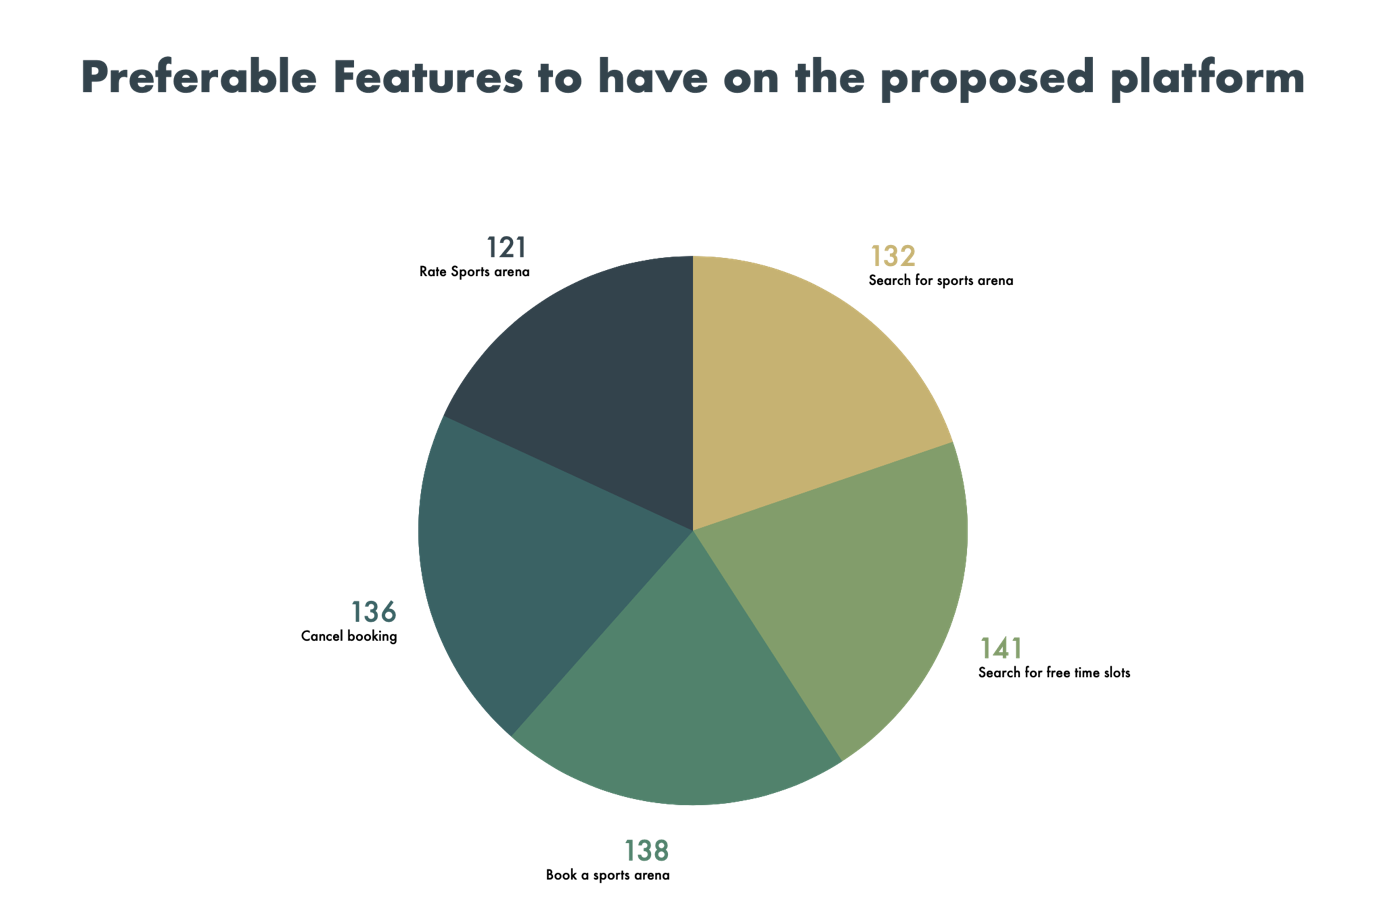 Preferable Features to have on the proposed platform
121
Rate Sports arena
132
Search for sports arena
136
Cancel booking
141
Search for free time slots
138
Book a sports arena